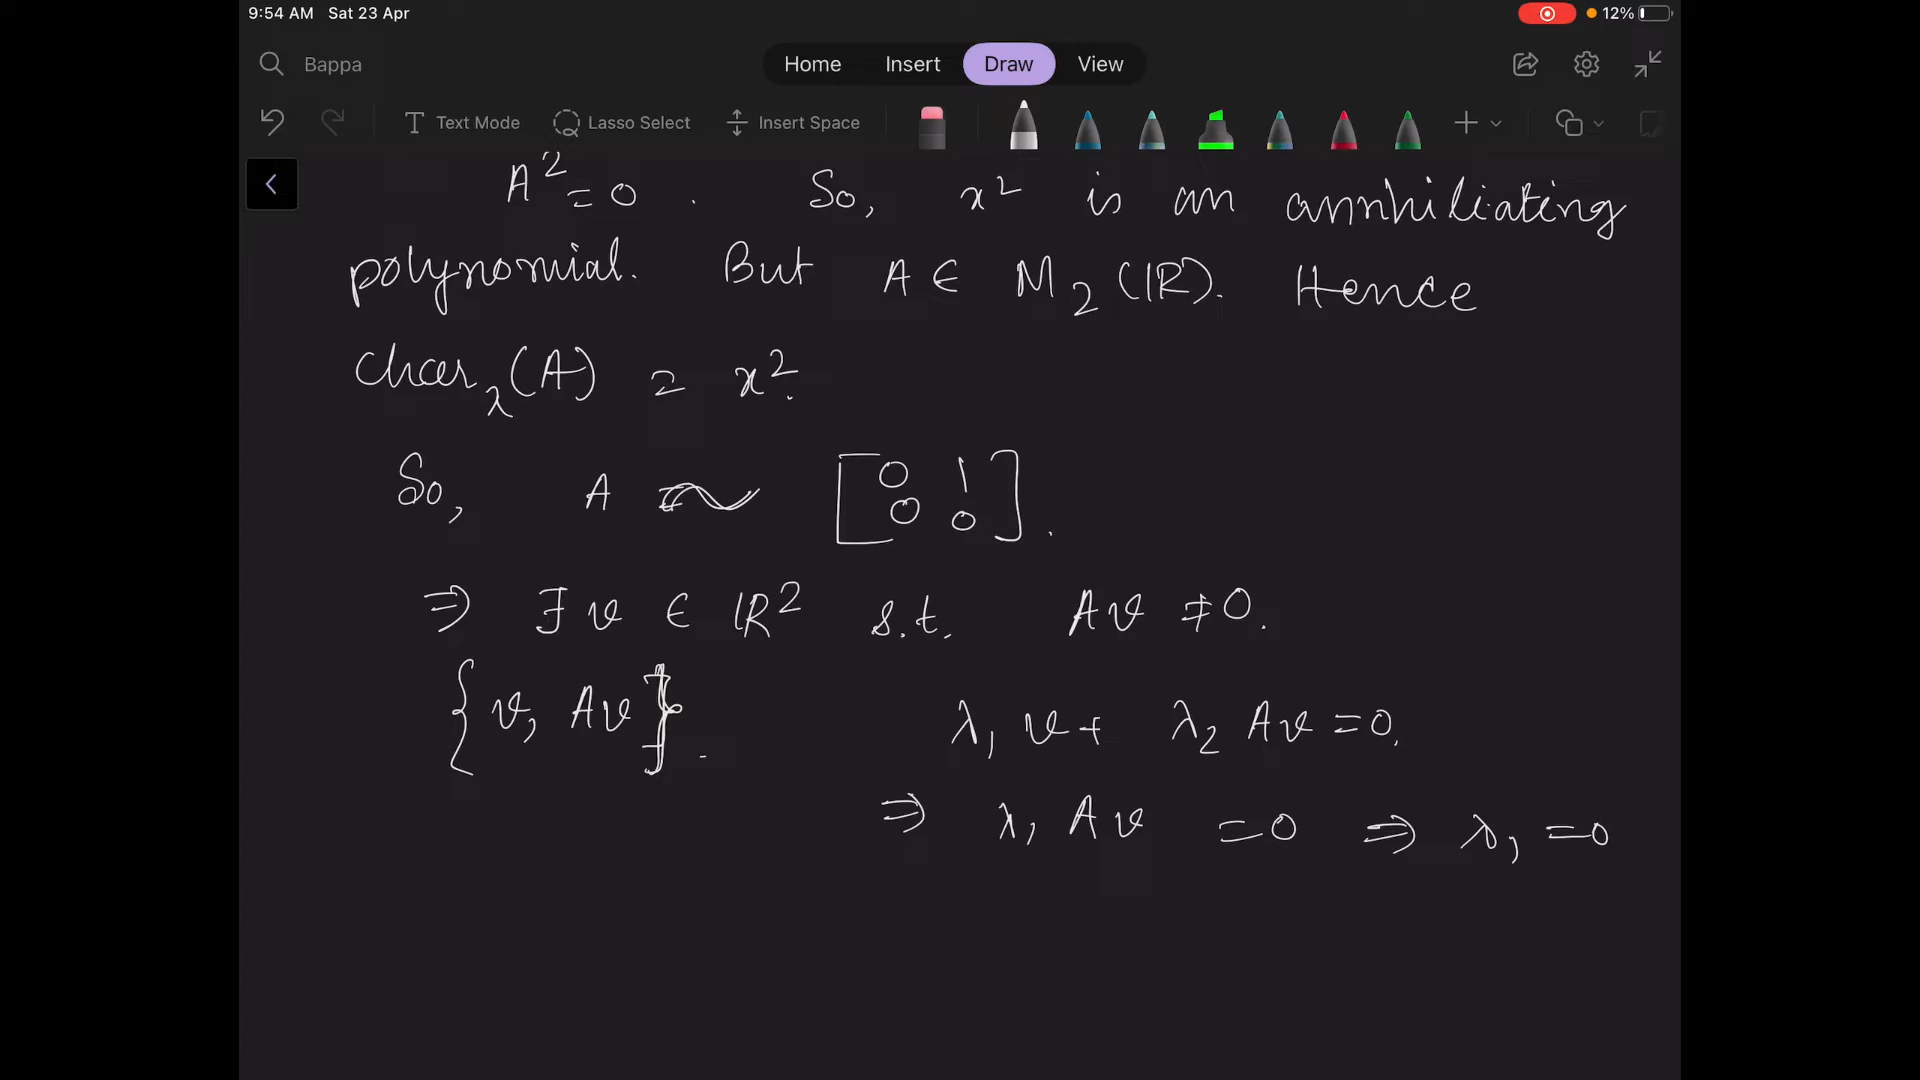 9:54 AM Sat 23 Apr 12%
Bappa Home Insert Draw View
Text Mode Lasso Select Insert Space
A² = 0 . So, x² is an annhiliating
polynomial. But A ∈ M₂(ℝ). Hence
char_λ(A) = x².
So, A ~ [0 1
0 0].
⇒ ∃ v ∈ ℝ² s.t. Av ≠ 0.
{v, Av}. λ₁ v + λ₂ Av = 0.
⇒ λ₁ Av = 0 ⇒ λ₁ = 0